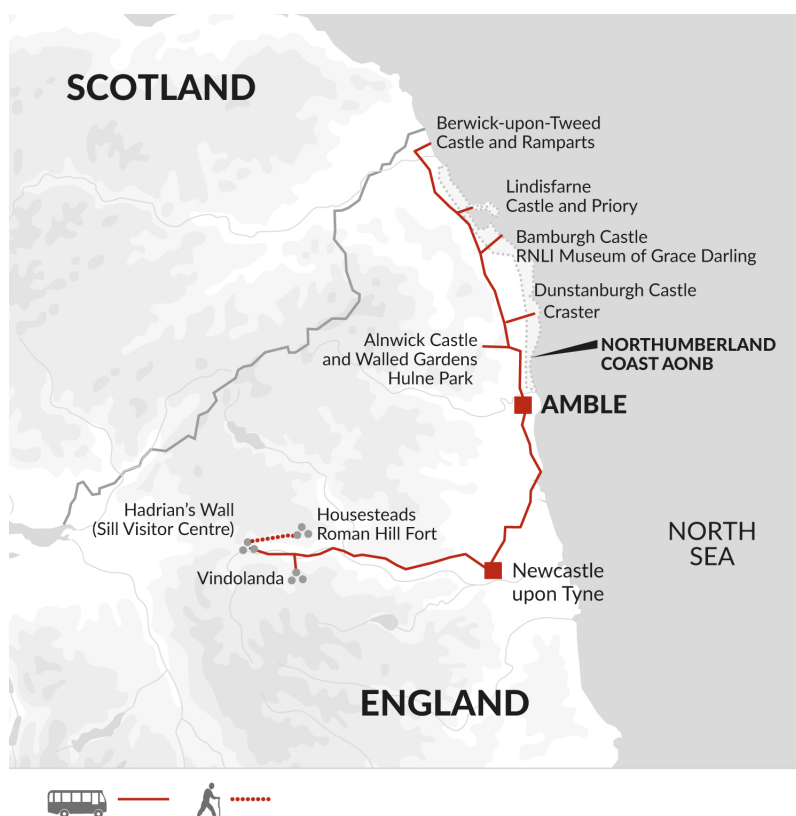 SCOTLAND
Berwick-upon-Tweed
Castle and Ramparts
Lindisfarne
Castle and Priory
Bamburgh Castle
RNLI Museum of Grace Darling
Dunstanburgh Castle
Craster
Alnwick Castle
and Walled Gardens
Hulne Park
NORTHUMBERLAND
COAST AONB
AMBLE
Hadrian's Wall
(Sill Visitor Centre)
Housesteads
Roman Hill Fort
Vindolanda
NORTH
SEA
Newcastle
upon Tyne
ENGLAND